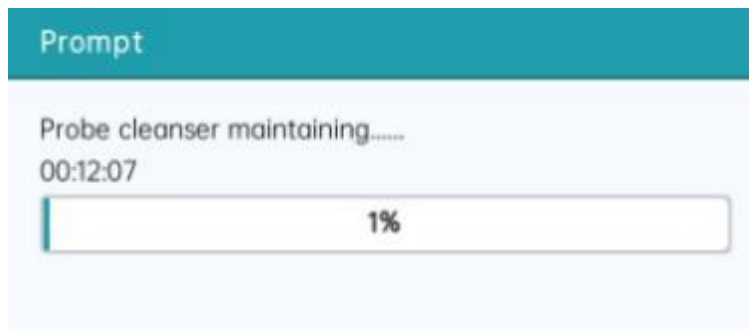 Prompt
Probe cleanser maintaining......
00:12:07
1%